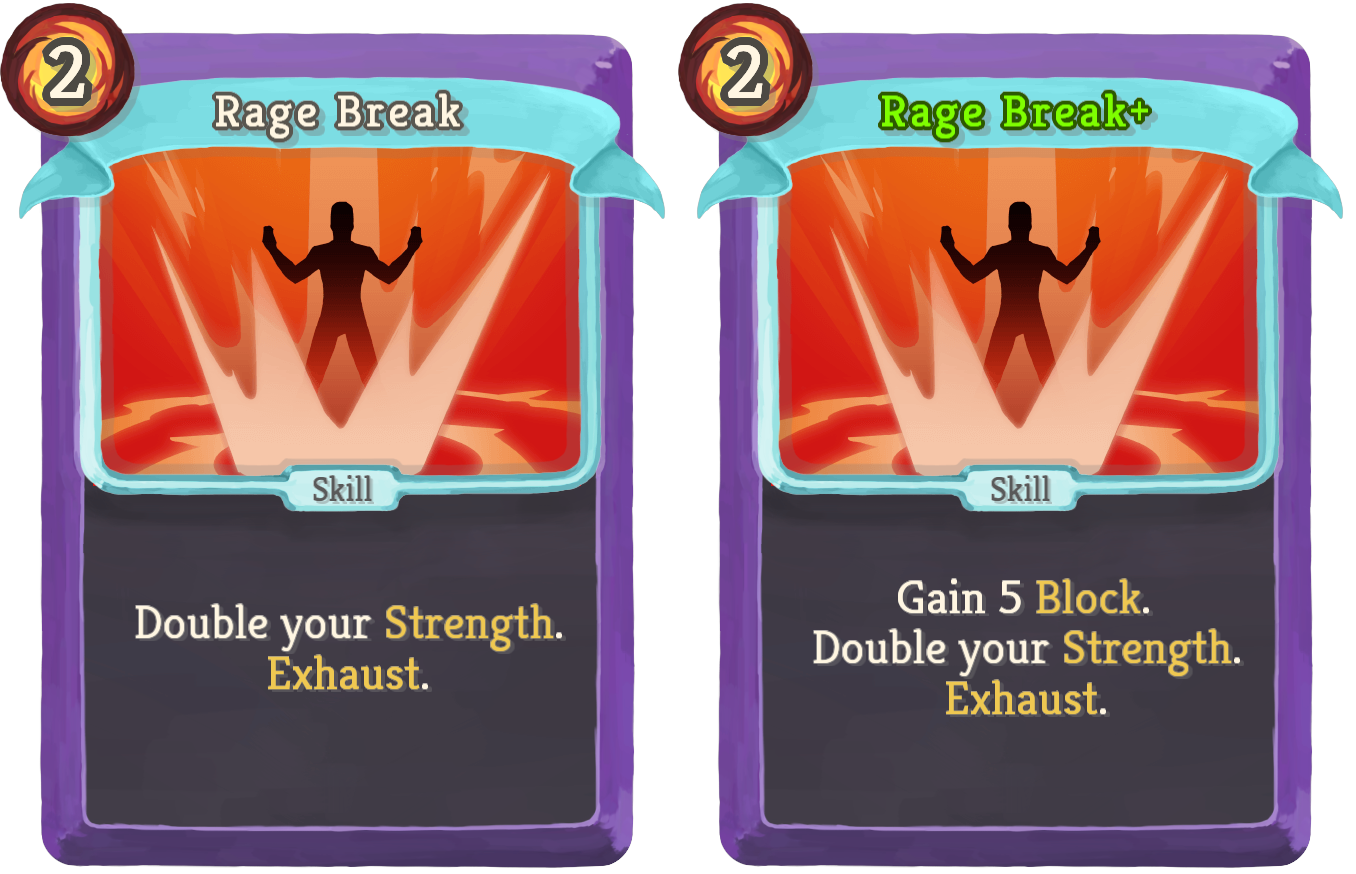 2
Rage Break
Skill
Double your Strength.
Exhaust.
2
Rage Break+
Skill
Gain 5 Block.
Double your Strength.
Exhaust.